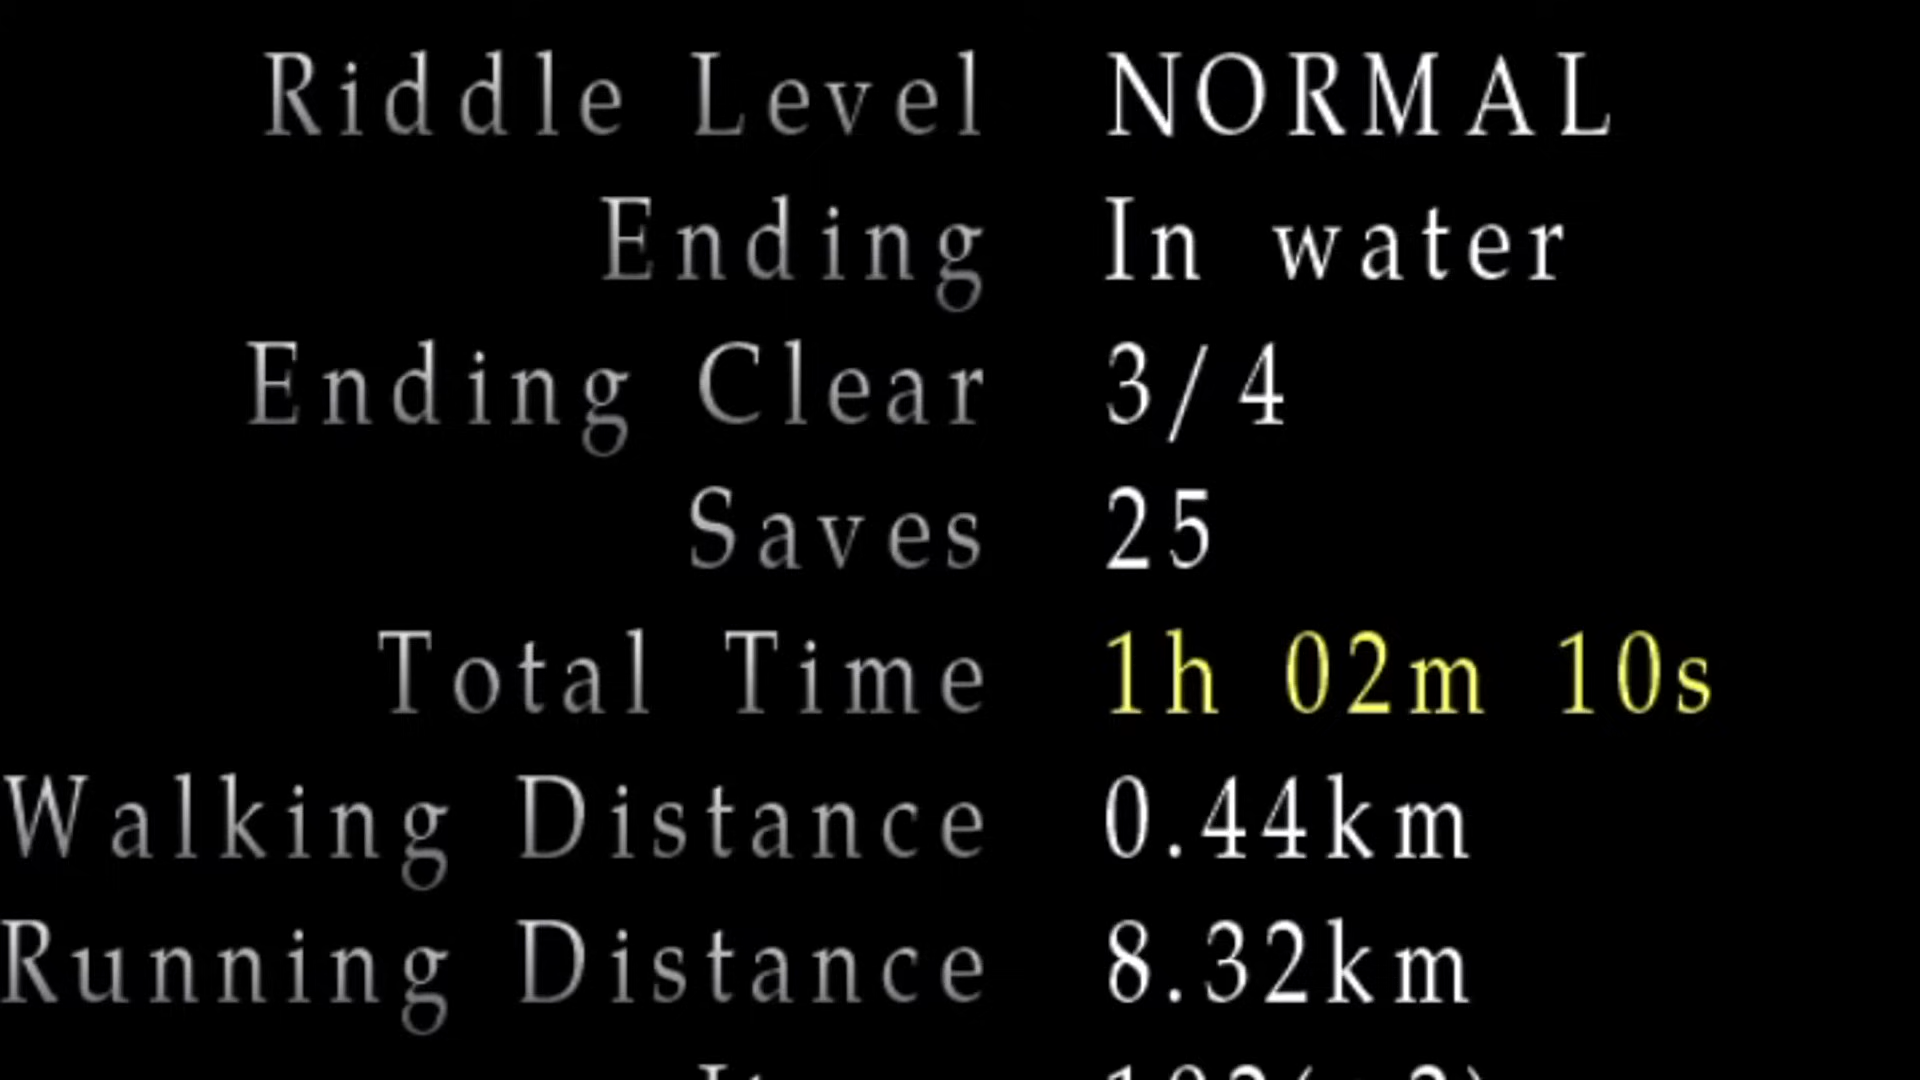 Riddle Level NORMAL
Ending In water
Ending Clear 3/4
Saves 25
Total Time 1h 02m 10s
Walking Distance 0.44km
Running Distance 8.32km